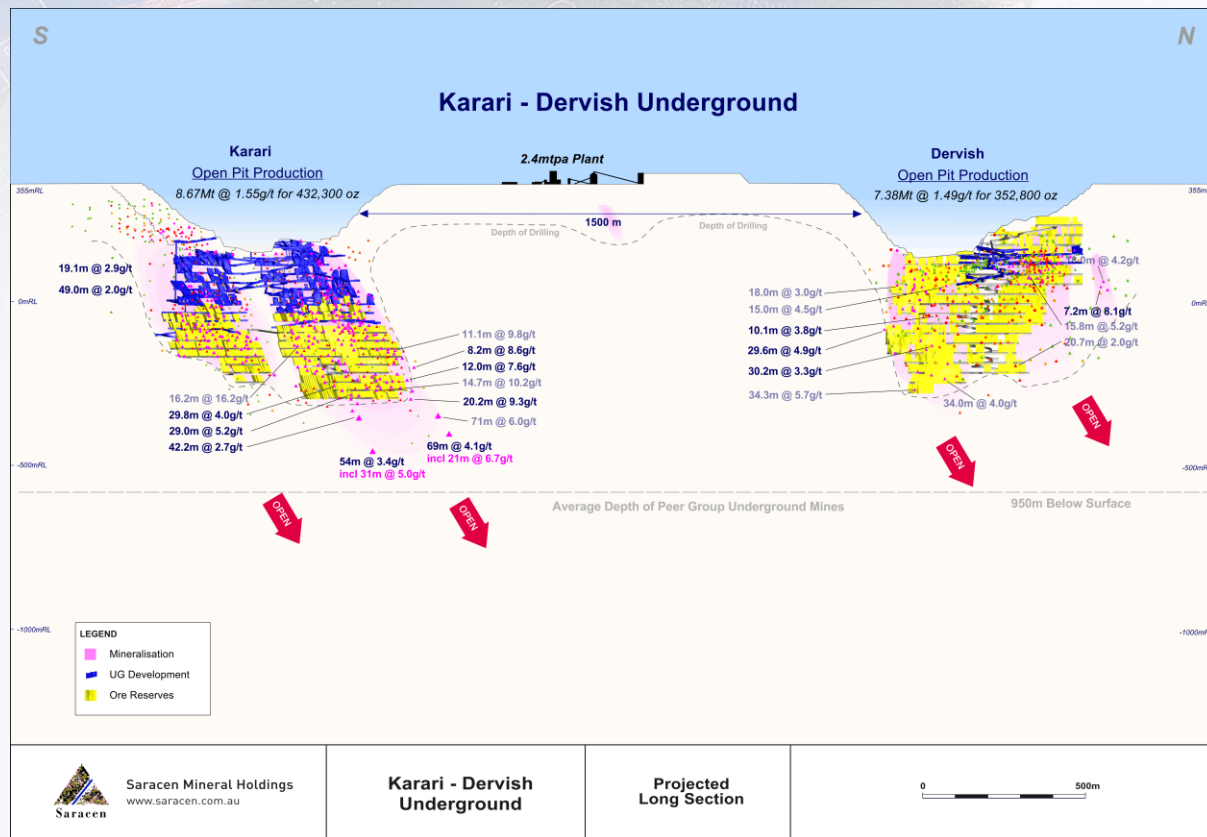 S
N
Karari - Dervish Underground
Karari
Open Pit Production
8.67Mt @ 1.55g/t for 432,300 oz
2.4mtpa Plant
Dervish
Open Pit Production
7.38Mt @ 1.49g/t for 352,800 oz
355mRL
355m
1500 m
Depth of Drilling
Depth of Drilling
19.1m @ 2.9g/t
49.0m @ 2.0g/t
0mRL
0mR
@ 4.2g/t
18.0m @ 3.0g/t
15.0m @ 4.5g/t
10.1m @ 3.8g/t
29.6m @ 4.9g/t
30.2m @ 3.3g/t
34.3m @ 5.7g/t
7.2m @ 8.1g/t
15.8m @ 5.2g/t
20.7m @ 2.0g/t
34.0m @ 4.0g/t
11.1m @ 9.8g/t
8.2m @ 8.6g/t
12.0m @ 7.6g/t
14.7m @ 10.2g/t
20.2m @ 9.3g/t
71m @ 6.0g/t
16.2m @ 16.2g/t
29.8m @ 4.0g/t
29.0m @ 5.2g/t
42.2m @ 2.7g/t
69m @ 4.1g/t
incl 21m @ 6.7g/t
54m @ 3.4g/t
incl 31m @ 5.0g/t
-500mRL
-500mR
OPEN
OPEN
OPEN
OPEN
Average Depth of Peer Group Underground Mines
950m Below Surface
-1000mRL
-1000mR
LEGEND
Mineralisation
UG Development
Ore Reserves
Saracen
Saracen Mineral Holdings
www.saracen.com.au
Karari - Dervish
Underground
Projected
Long Section
0
500m